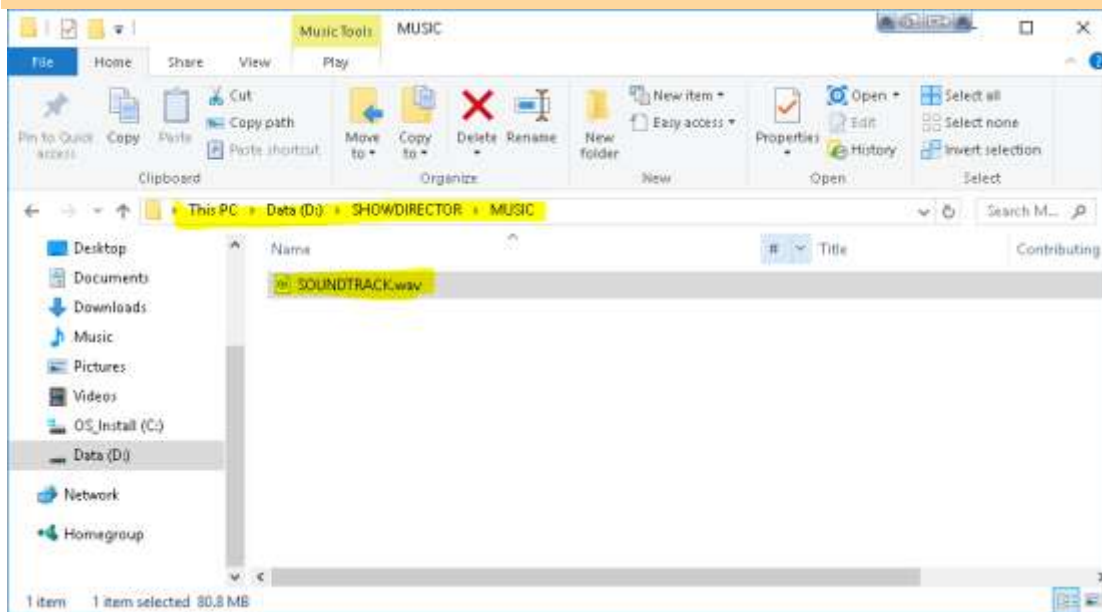 Music Tools MUSIC
File Home Share View Play
Pin to Quick access
Copy
Paste
Cut
Copy path
Paste shortcut
Clipboard
Move to
Copy to
Delete
Rename
Organize
New folder
New item
Easy access
New
Properties
Open
Edit
History
Open
Select all
Select none
Invert selection
Select
This PC Data (D:) SHOWDIRECTOR MUSIC
Search M...
Name # Title Contributing
SOUNDTRACK.wav
Desktop
Documents
Downloads
Music
Pictures
Videos
OS_Install (C:)
Data (D:)
Network
Homegroup
1 item 1 item selected 80.8 MB